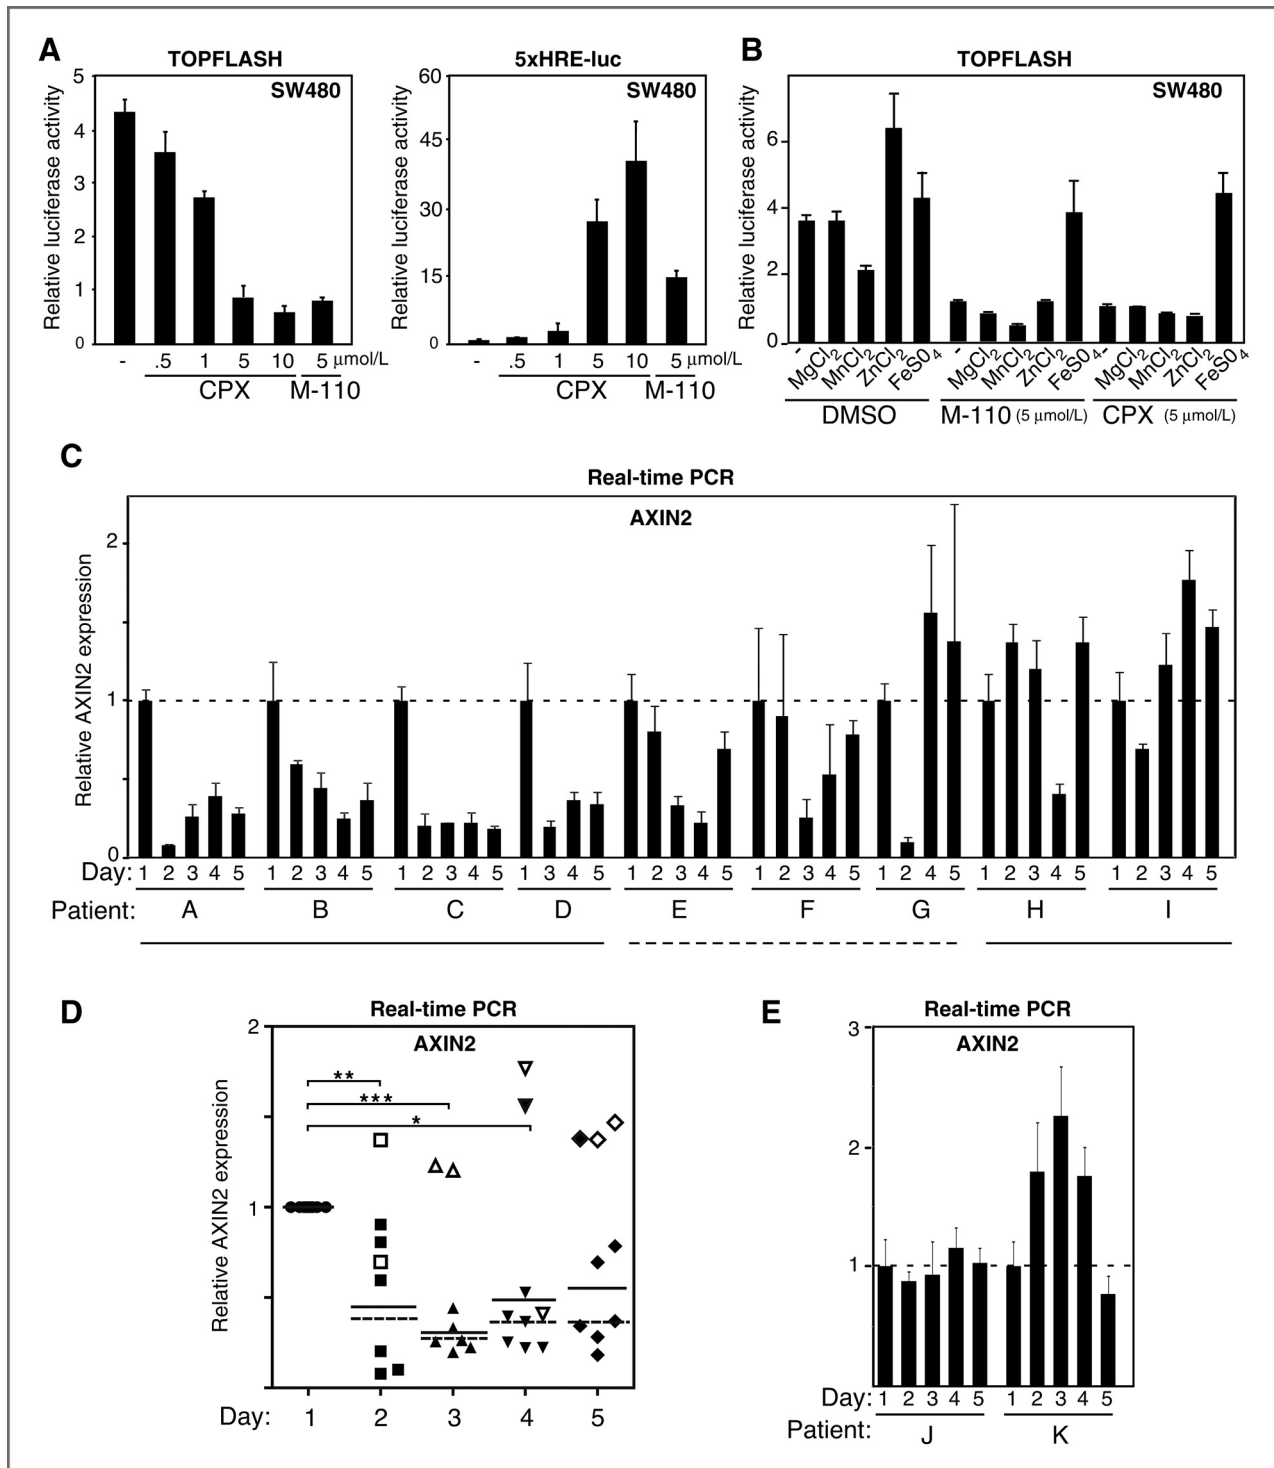 A
TOPFLASH
SW480
Relative luciferase activity
5
4
3
2
1
0
- .5 1 5 10 5 μmol/L
CPX M-110
5xHRE-luc
SW480
Relative luciferase activity
60
45
30
15
0
- .5 1 5 10 5 μmol/L
CPX M-110
B
TOPFLASH
SW480
Relative luciferase activity
6
4
2
0
- MgCl2 MnCl2 ZnCl2 FeSO4 - MgCl2 MnCl2 ZnCl2 FeSO4 - MgCl2 MnCl2 ZnCl2 FeSO4
DMSO M-110 (5 μmol/L) CPX (5 μmol/L)
C
Real-time PCR
AXIN2
Relative AXIN2 expression
2
1
0
Day: 1 2 3 4 5 1 2 3 4 5 1 2 3 4 5 1 3 4 5 1 2 3 4 5 1 2 3 4 5 1 2 4 5 1 2 3 4 5 1 2 3 4 5
Patient: A B C D E F G H I
D
Real-time PCR
AXIN2
Relative AXIN2 expression
2
1
**
***
*
Day: 1 2 3 4 5
E
Real-time PCR
AXIN2
3
2
1
Day: 1 2 3 4 5 1 2 3 4 5
Patient: J K